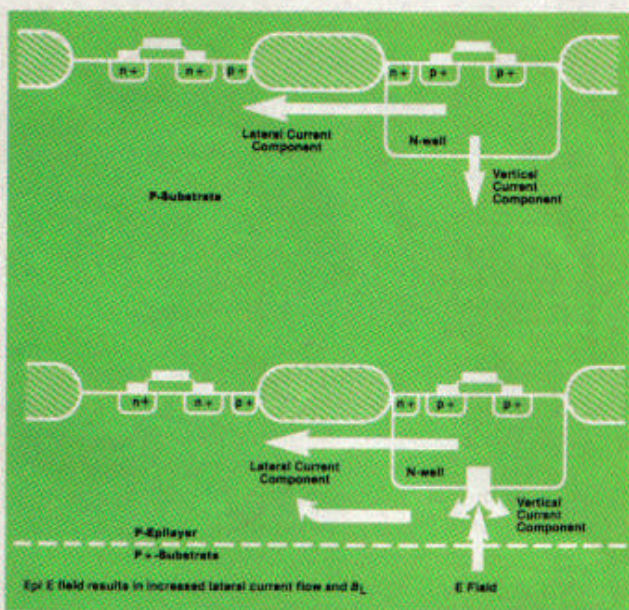 n+ n+ p+ n+ p+ p+
Lateral Current
Component
N-well
Vertical
Current
Component
P-Substrate
n+ n+ p+ n+ p+ p+
Lateral Current
Component
N-well
Vertical
Current
Component
P-Epilayer
P+-Substrate
Epi E field results in increased lateral current flow and BL
E Field